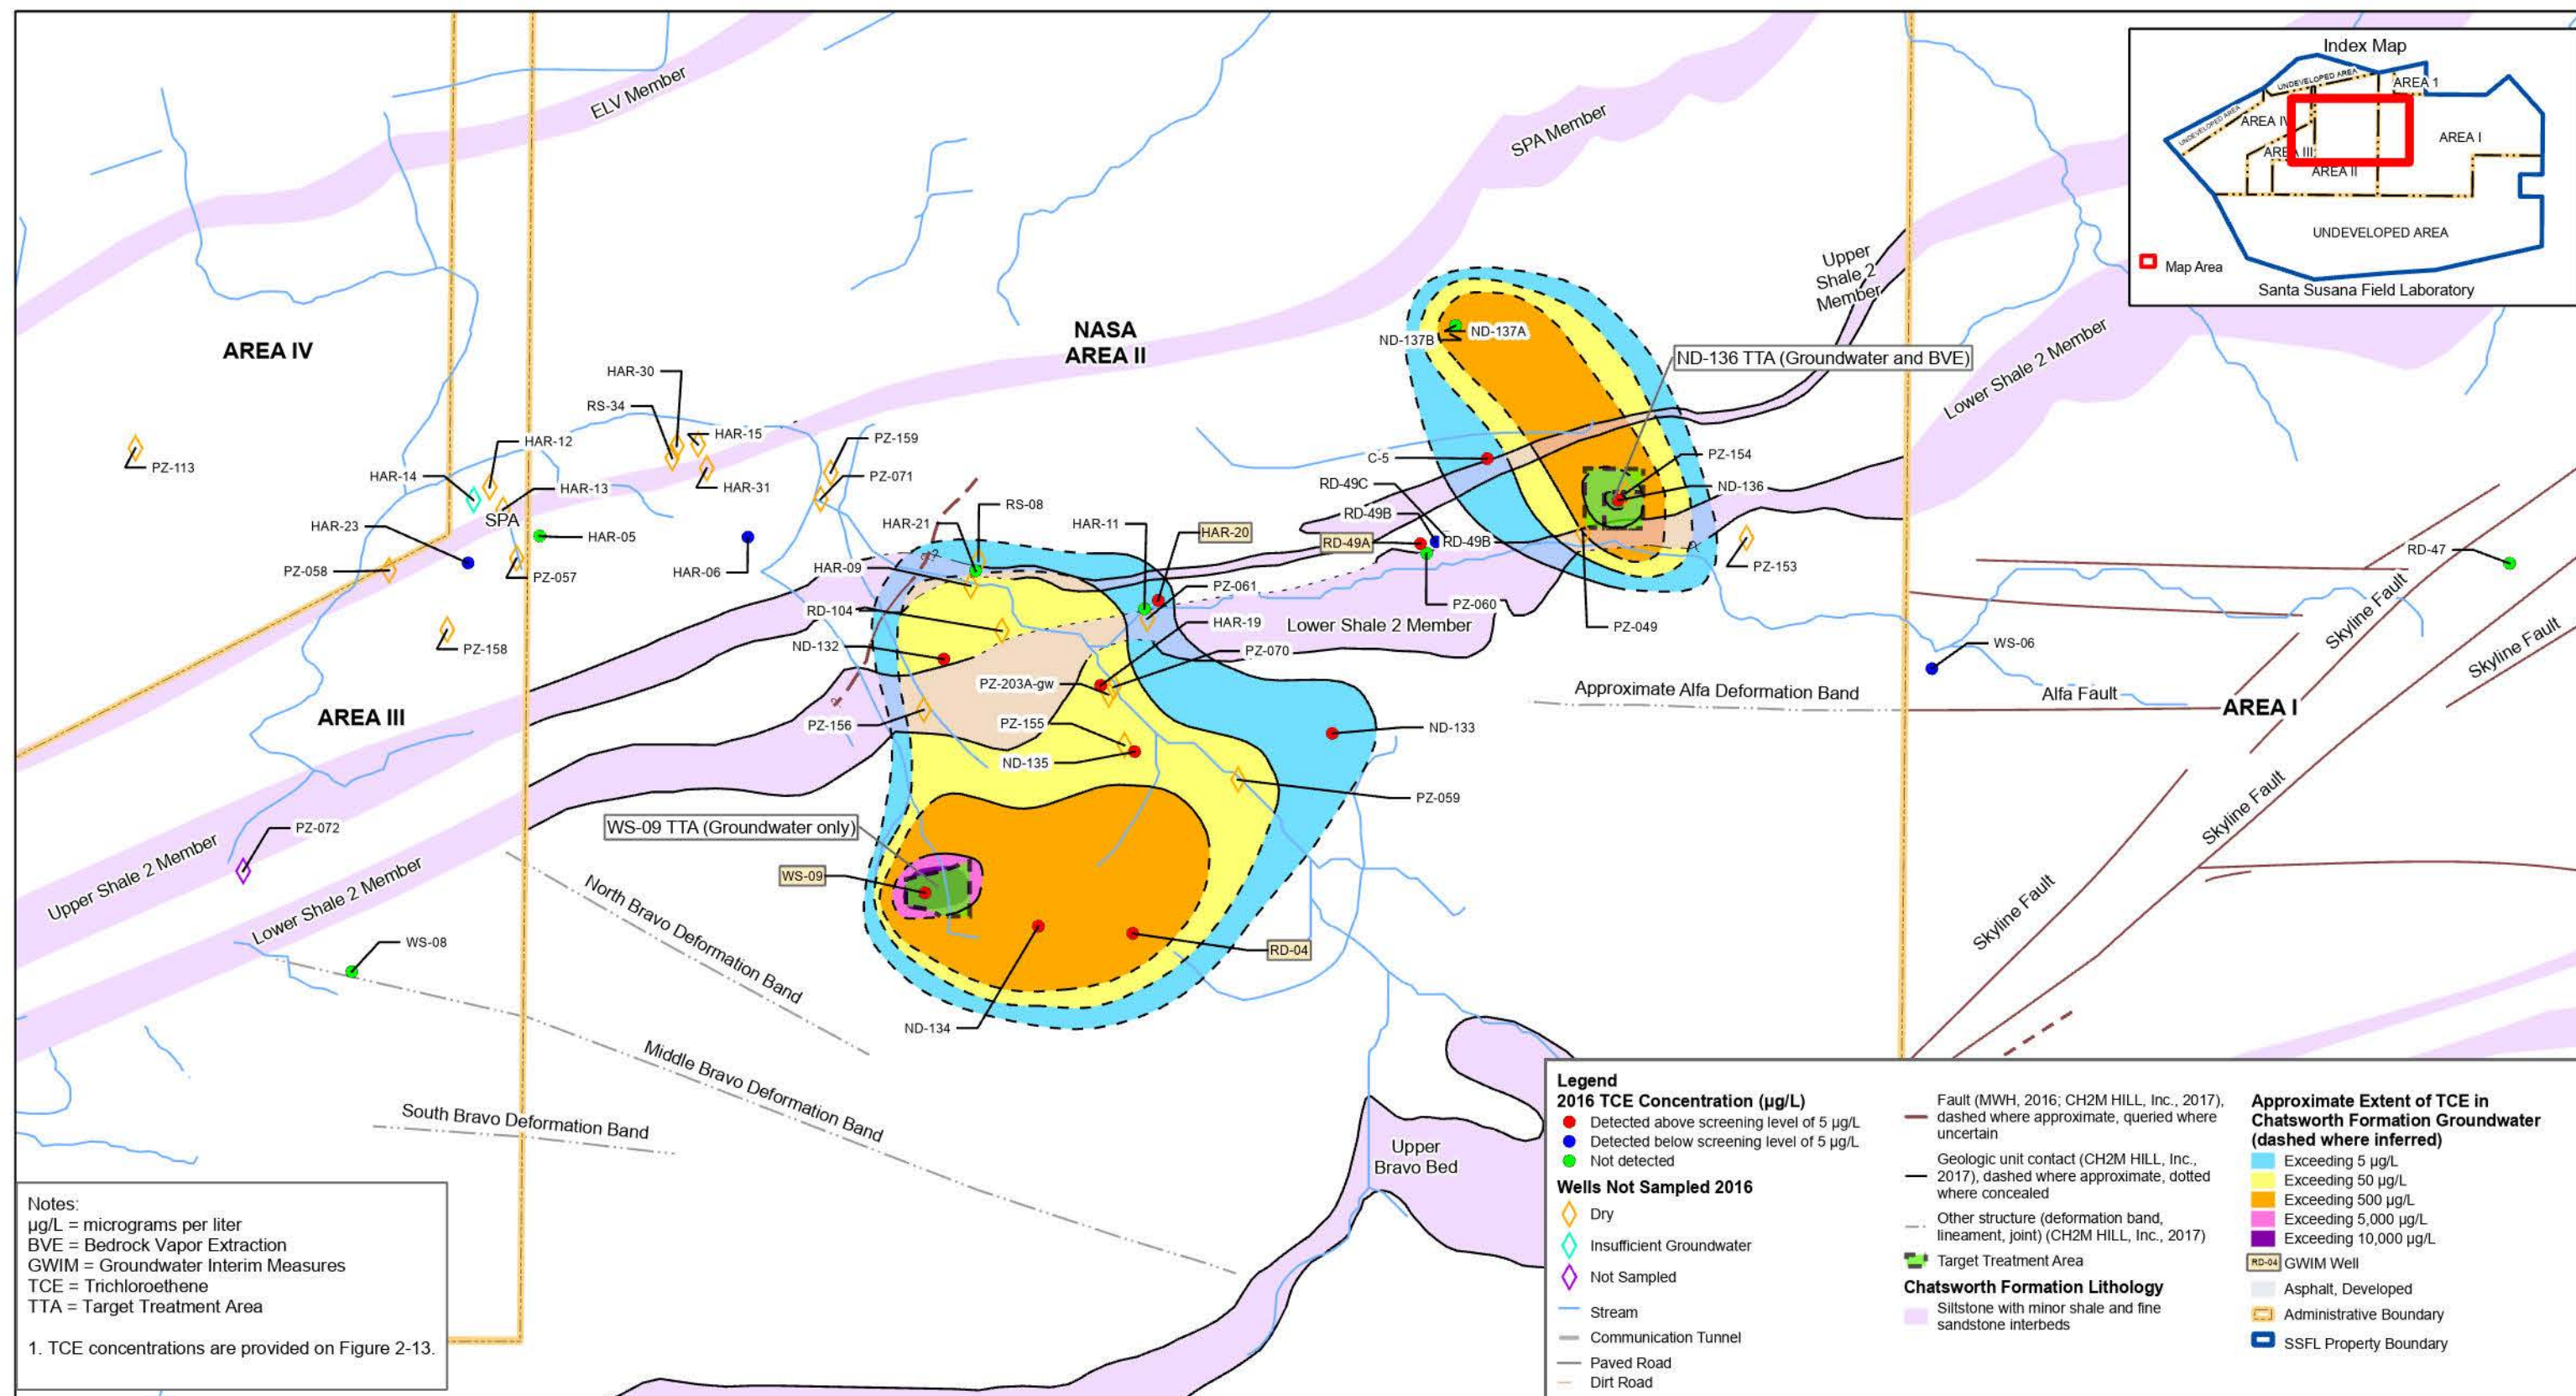 Index Map
UNDEVELOPED AREA
AREA 1
UNDEVELOPED AREA
AREA IV
AREA I
AREA III
AREA II
UNDEVELOPED AREA
Map Area
Santa Susana Field Laboratory
ELV Member
SPA Member
Upper
Shale 2
Member
Lower Shale 2 Member
NASA
AREA II
AREA IV
ND-137A
ND-137B
ND-136 TTA (Groundwater and BVE)
HAR-30
RS-34
HAR-15
HAR-12
PZ-159
PZ-113
HAR-14
PZ-071
HAR-31
HAR-13
C-5
PZ-154
RD-49C
ND-136
RS-08
RD-49B
SPA
HAR-23
HAR-21
HAR-11
HAR-20
HAR-05
RD-49A
RD-49B
RD-47
PZ-058
PZ-057
HAR-06
HAR-09
PZ-153
PZ-061
RD-104
PZ-060
HAR-19
Lower Shale 2 Member
PZ-049
Skyline Fault
Skyline Fault
PZ-158
ND-132
PZ-070
WS-06
PZ-203A-gw
Approximate Alfa Deformation Band
Alfa Fault
AREA I
AREA III
PZ-156
PZ-155
ND-133
ND-135
PZ-059
Skyline Fault
PZ-072
WS-09 TTA (Groundwater only)
Upper Shale 2 Member
WS-09
Lower Shale 2 Member
North Bravo Deformation Band
Skyline Fault
WS-08
RD-04
ND-134
Middle Bravo Deformation Band
South Bravo Deformation Band
Upper
Bravo Bed
Notes:
µg/L = micrograms per liter
BVE = Bedrock Vapor Extraction
GWIM = Groundwater Interim Measures
TCE = Trichloroethene
TTA = Target Treatment Area
1. TCE concentrations are provided on Figure 2-13.
Legend
2016 TCE Concentration (µg/L)
Detected above screening level of 5 µg/L
Detected below screening level of 5 µg/L
Not detected
Wells Not Sampled 2016
Dry
Insufficient Groundwater
Not Sampled
Stream
Communication Tunnel
Paved Road
Dirt Road
Fault (MWH, 2016; CH2M HILL, Inc., 2017),
dashed where approximate, queried where
uncertain
Geologic unit contact (CH2M HILL, Inc.,
2017), dashed where approximate, dotted
where concealed
Other structure (deformation band,
lineament, joint) (CH2M HILL, Inc., 2017)
Target Treatment Area
Chatsworth Formation Lithology
Siltstone with minor shale and fine
sandstone interbeds
Approximate Extent of TCE in
Chatsworth Formation Groundwater
(dashed where inferred)
Exceeding 5 µg/L
Exceeding 50 µg/L
Exceeding 500 µg/L
Exceeding 5,000 µg/L
Exceeding 10,000 µg/L
RD-04 GWIM Well
Asphalt, Developed
Administrative Boundary
SSFL Property Boundary